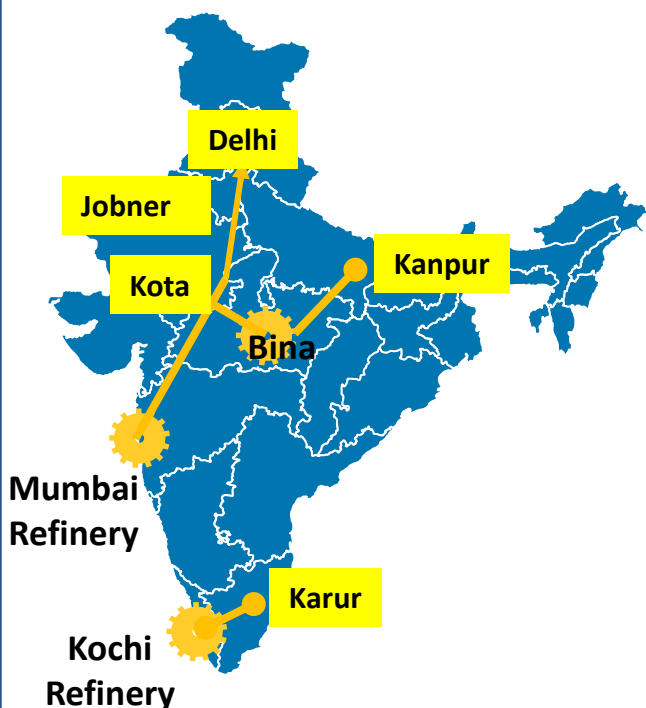 Delhi
Jobner
Kanpur
Kota
Bina
Mumbai
Refinery
Karur
Kochi
Refinery